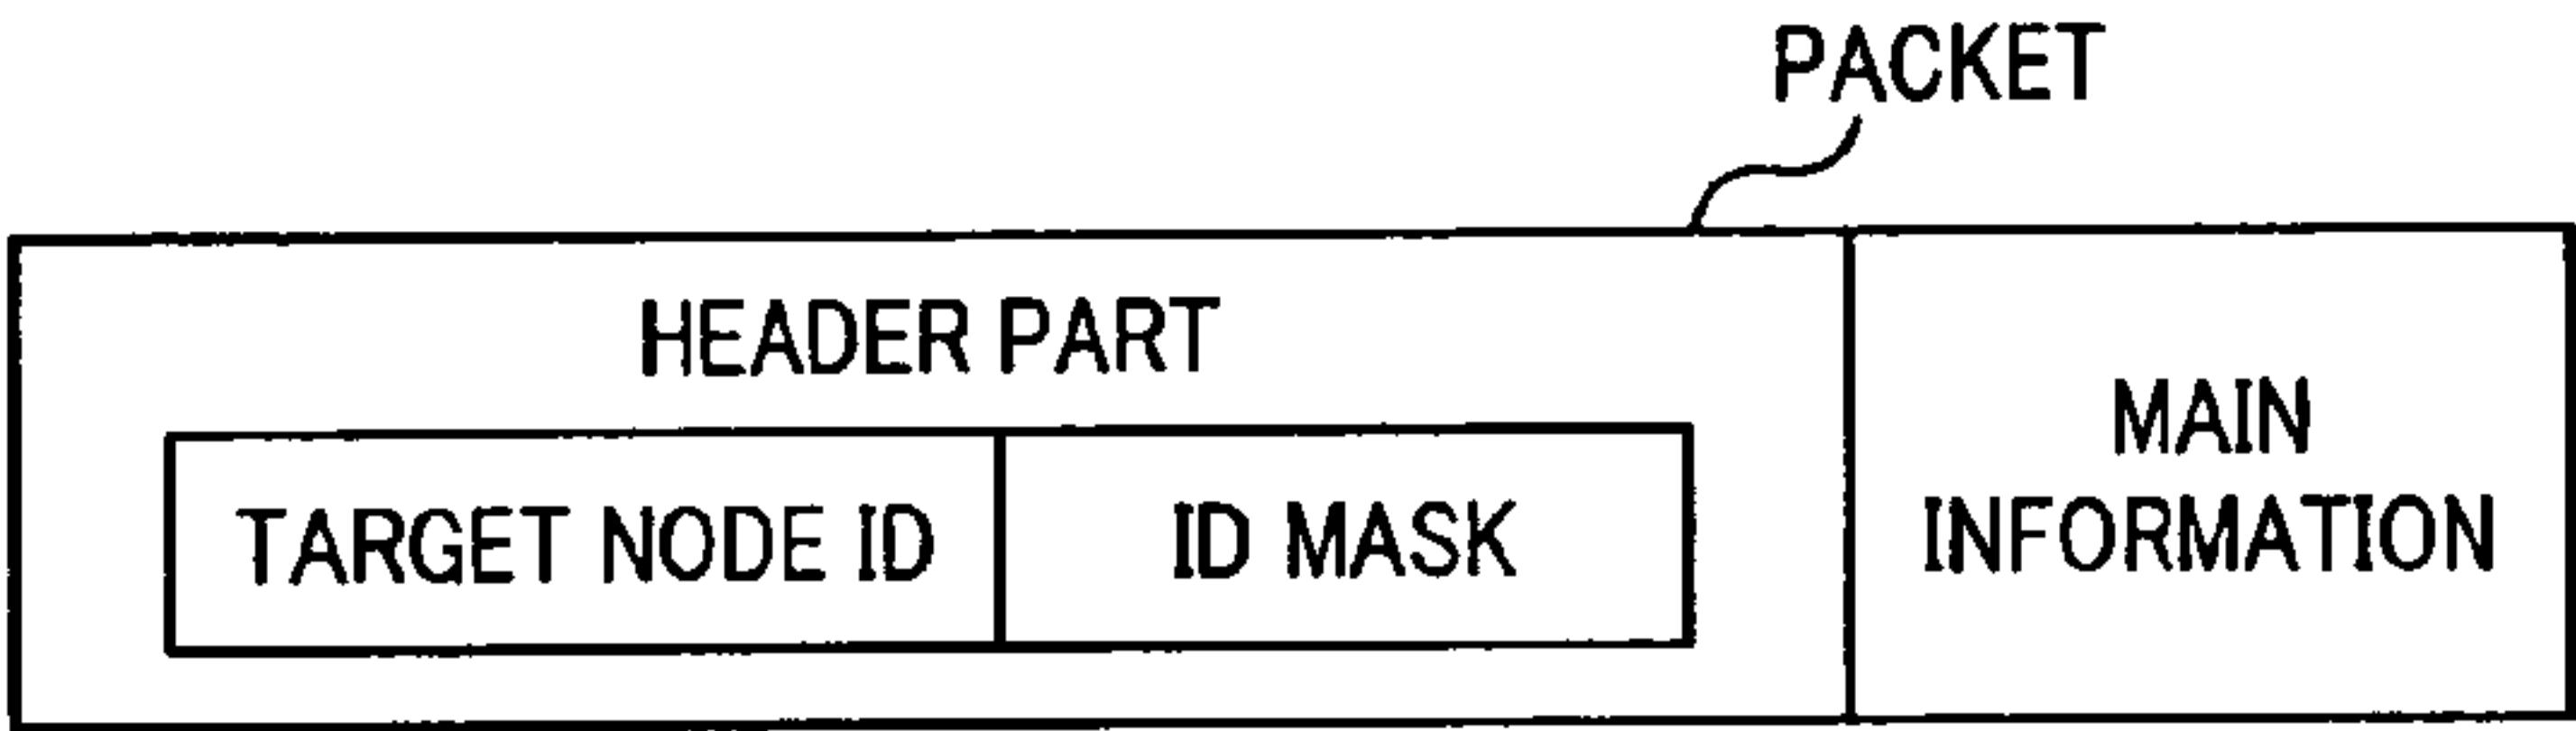 PACKET
HEADER PART
TARGET NODE ID
ID MASK
MAIN
INFORMATION